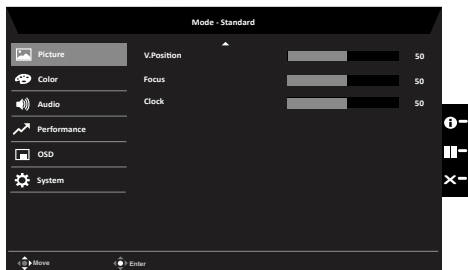 Mode - Standard
Picture
V.Position 50
Color
Focus 50
Audio
Clock 50
Performance
OSD
System
Move
Enter